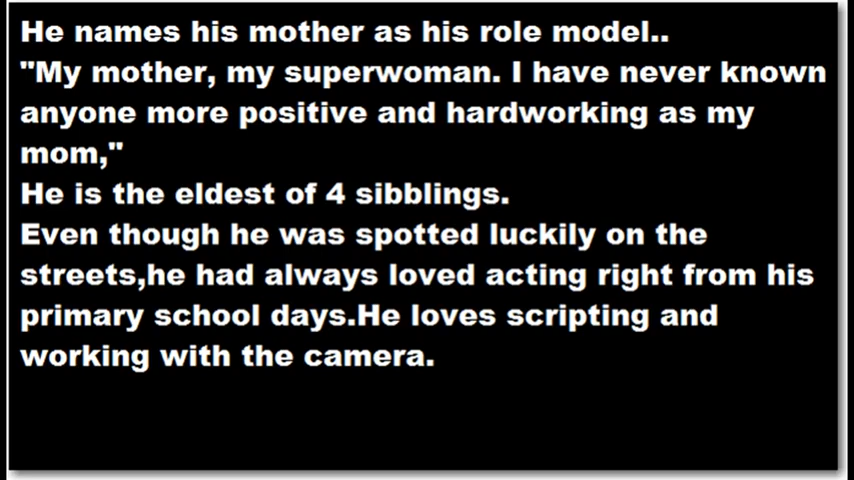 He names his mother as his role model..
"My mother, my superwoman. I have never known
anyone more positive and hardworking as my
mom,"
He is the eldest of 4 sibblings.
Even though he was spotted luckily on the
streets,he had always loved acting right from his
primary school days.He loves scripting and
working with the camera.